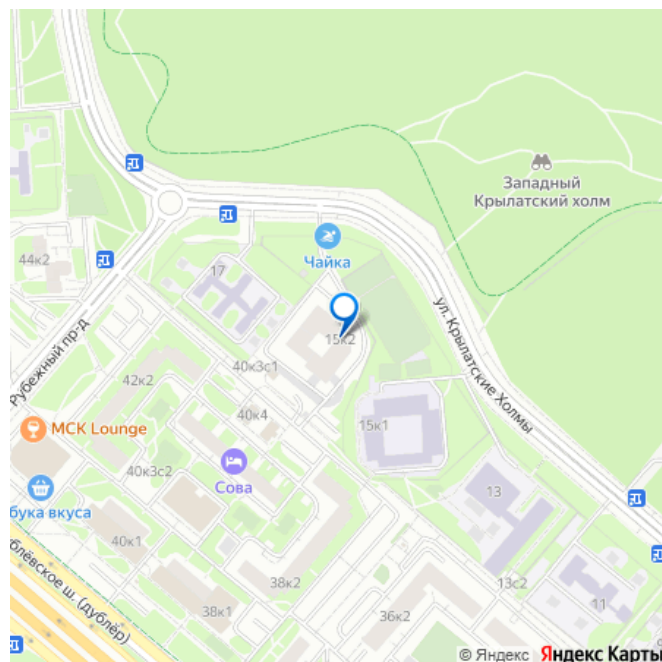 Западный
Крылатский холм
Чайка
44к2
17
15к2
ул. Крылатские Холмы
Рубежный пр-д
40к3с1
42к2
40к4
15к1
MCK Lounge
40к3с2
Сова
13
бука вкуса
40к1
13с2
38к2
блёвское ш. (дублёр)
38к1
36к2
11
© Яндекс Яндекс Карты